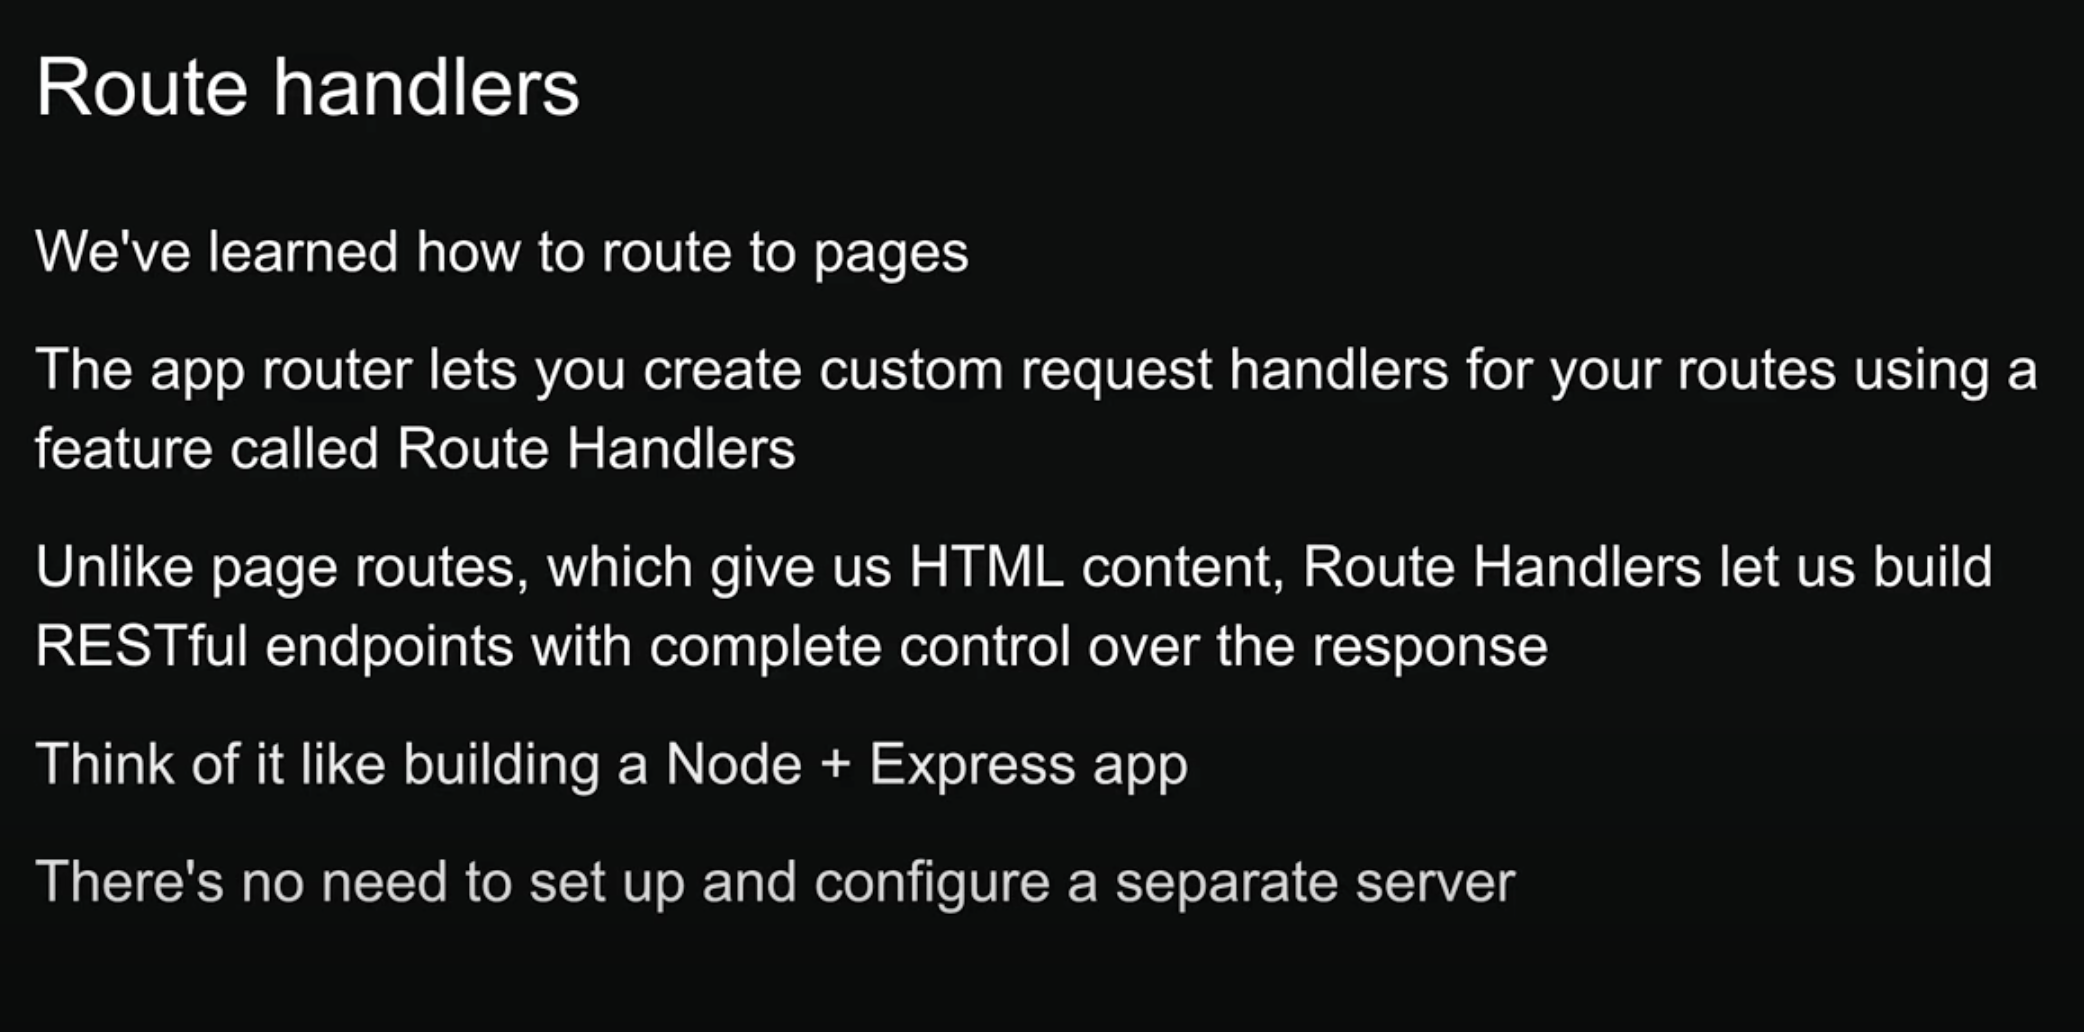 Route handlers
We've learned how to route to pages
The app router lets you create custom request handlers for your routes using a
feature called Route Handlers
Unlike page routes, which give us HTML content, Route Handlers let us build
RESTful endpoints with complete control over the response
Think of it like building a Node + Express app
There's no need to set up and configure a separate server